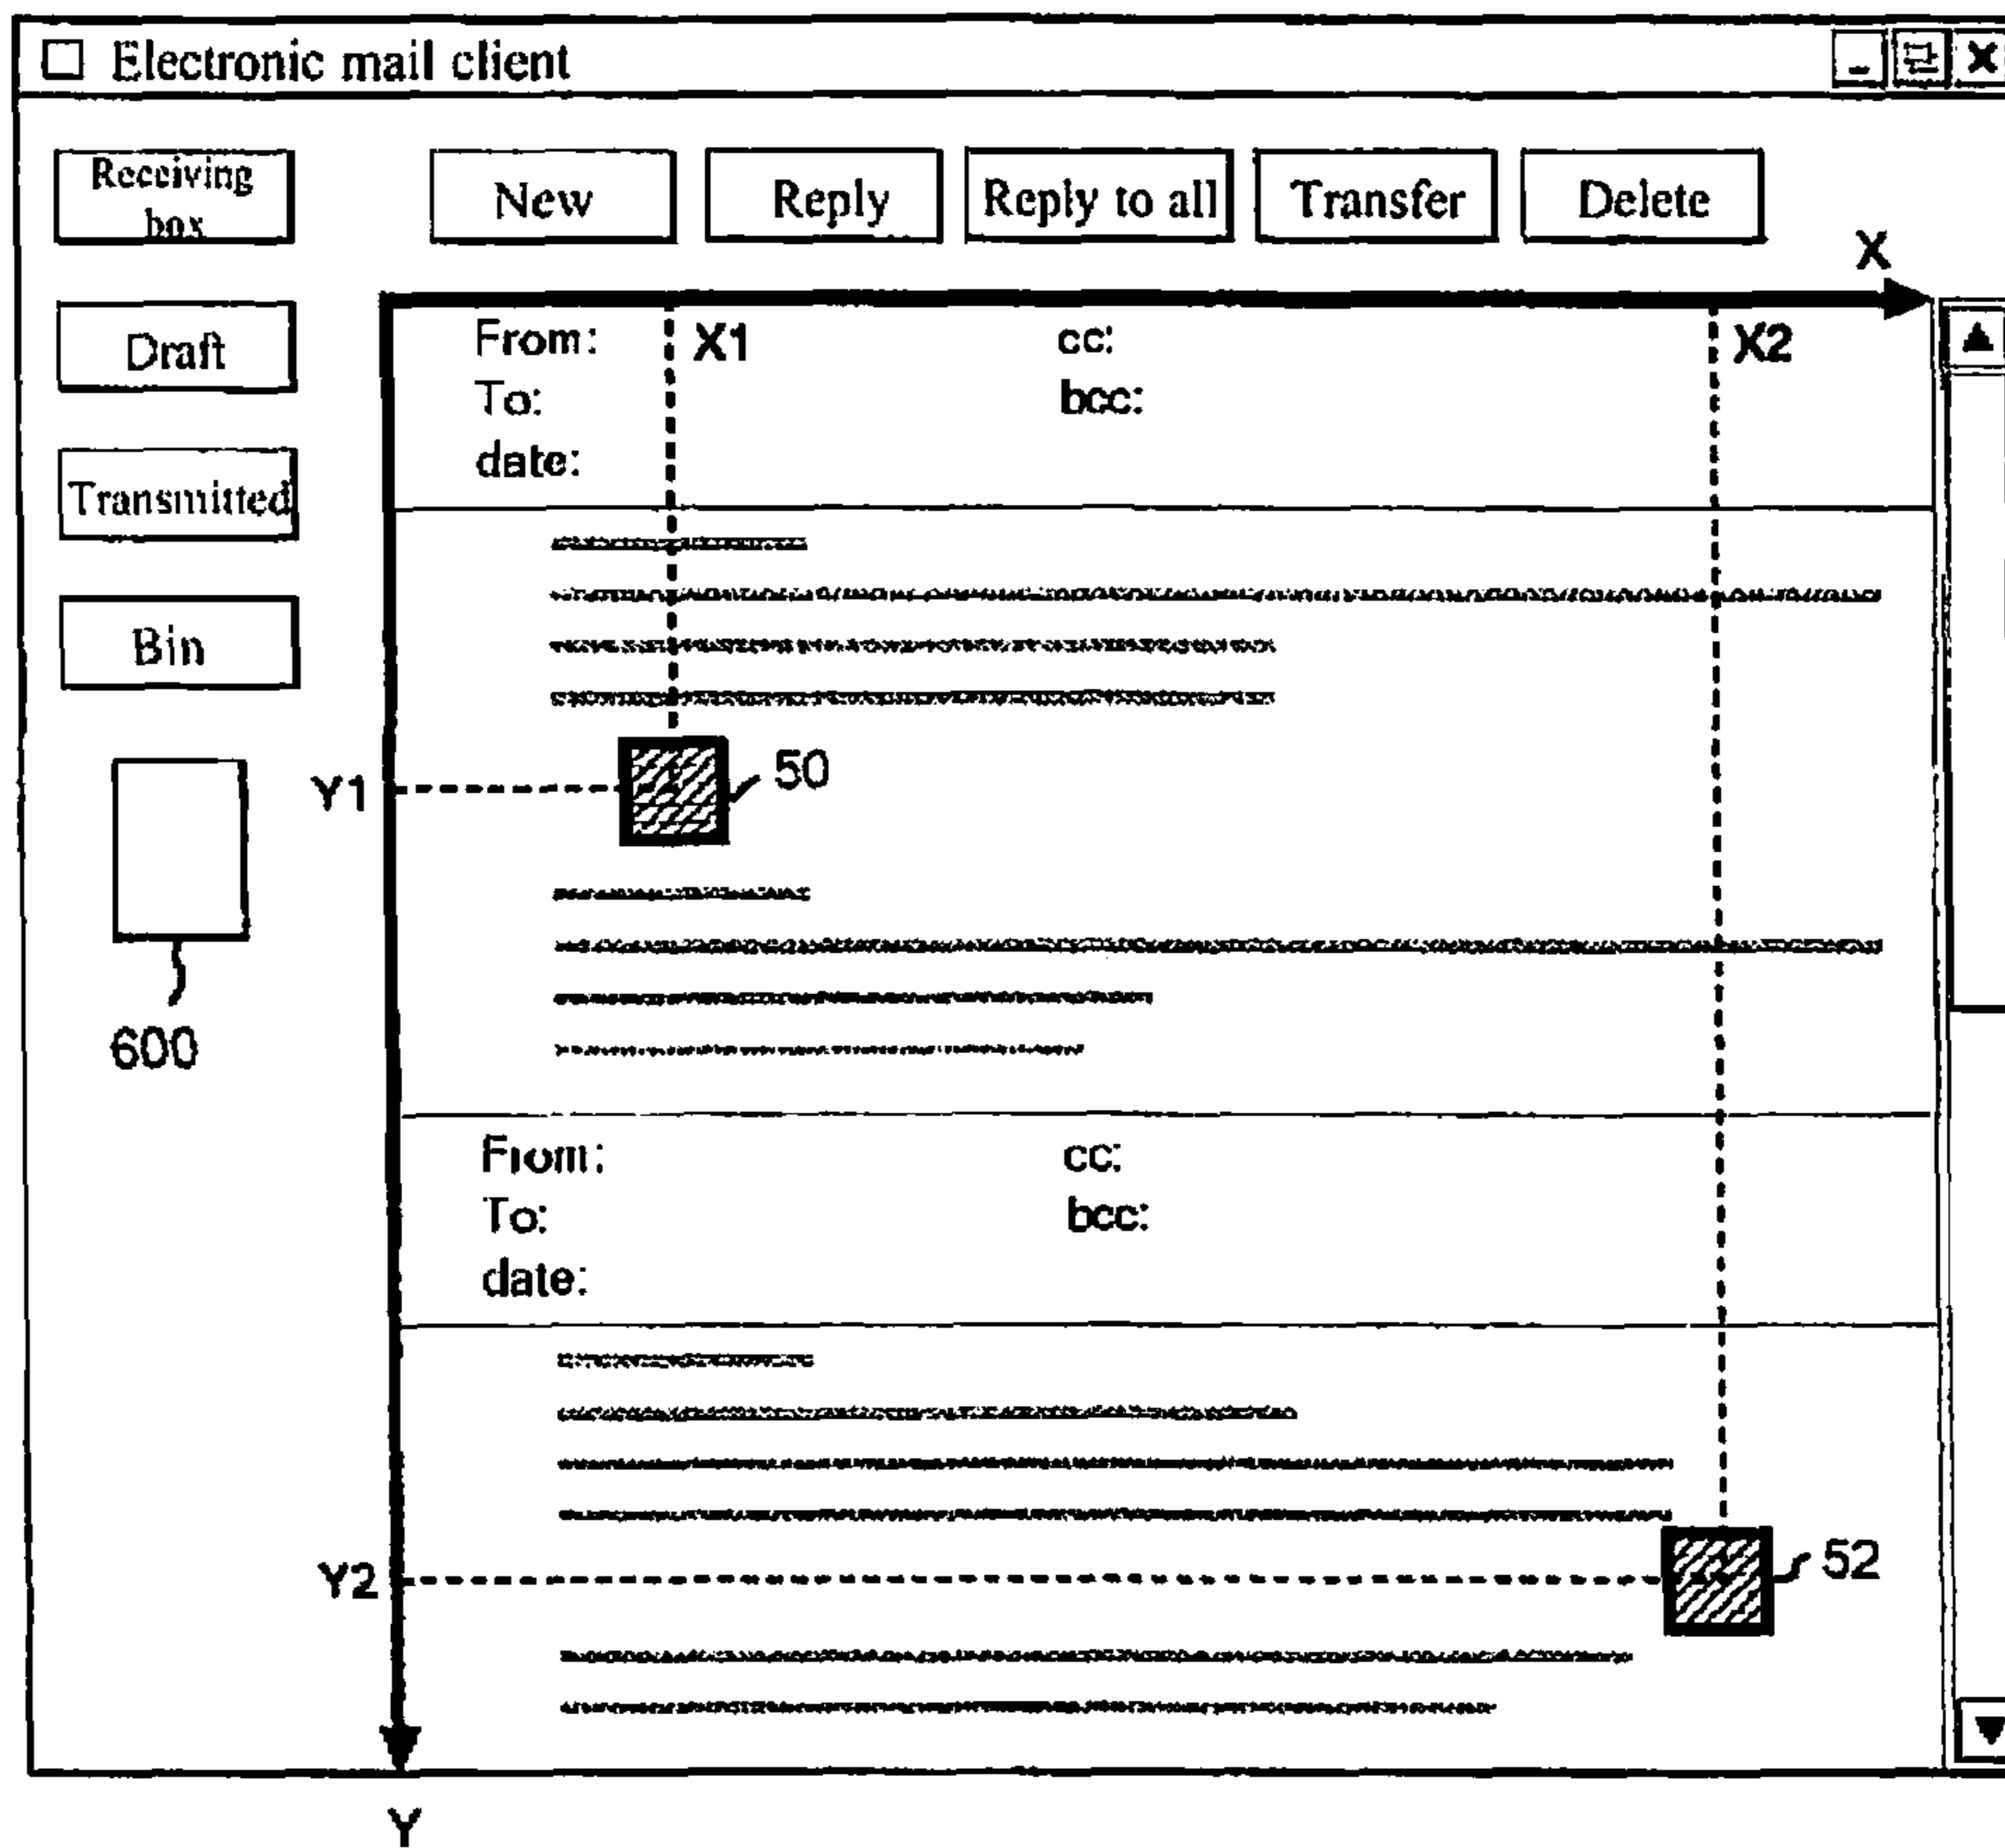 Electronic mail client
Receiving
box
New
Reply
Reply to all
Transfer
Delete
X
Draft
Transmitted
Bin
From:
X1
cc:
X2
To:
bcc:
date:
Y1
50
600
From:
cc:
To:
bcc:
date:
Y2
52
Y